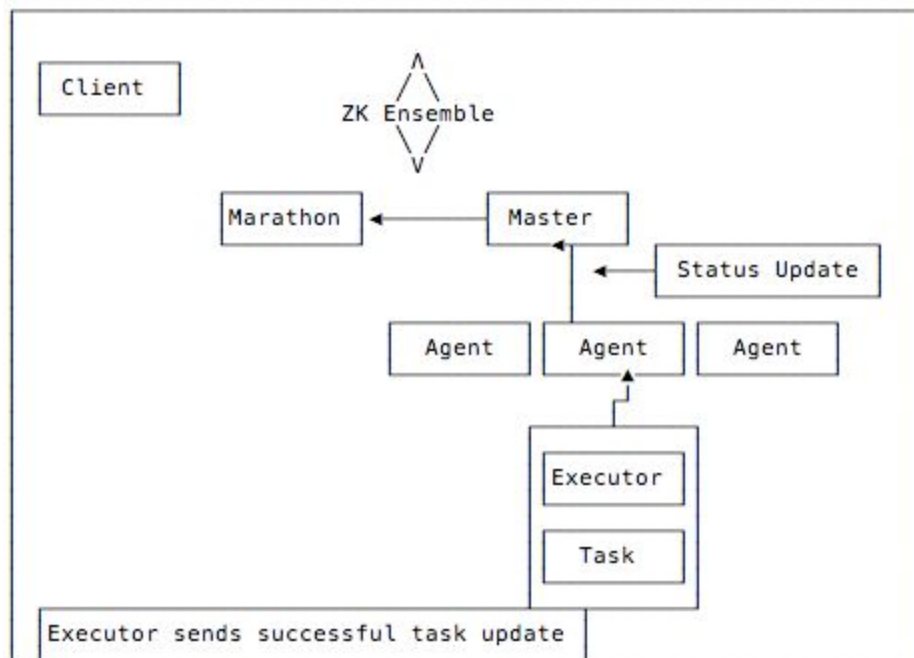 Client
ZK Ensemble
Marathon
Master
Status Update
Agent
Agent
Agent
Executor
Task
Executor sends successful task update